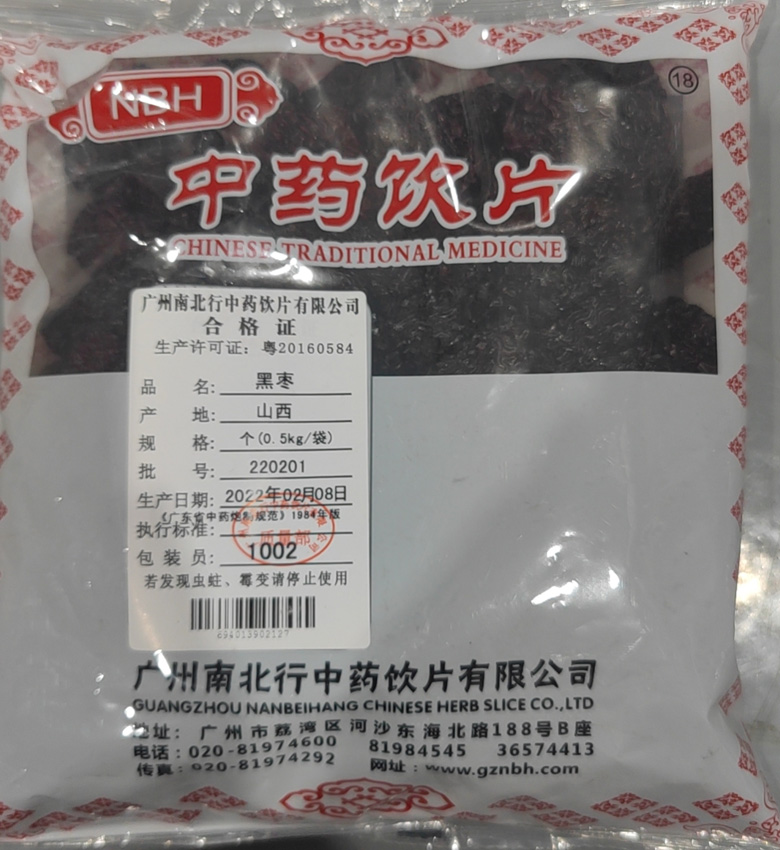 NBH
18
中药饮片
CHINESE TRADITIONAL MEDICINE
广州南北行中药饮片有限公司
合格证
生产许可证：粤20160584
品 名：黑枣
产 地：山西
规 格：个(0.5kg/袋)
批 号：220201
生产日期：2022年02月08日
《广东省中药炮制规范》1984年版
执行标准：
质量部
包装员：1002
若发现虫蛀、霉变请停止使用
694013902127
广州南北行中药饮片有限公司
GUANGZHOU NANBEIHANG CHINESE HERB SLICE CO.,LTD
地址：广州市荔湾区河沙东海北路188号B座
电话：020-81974600 81984545 36574413
传真：020-81974292 网址：www.gznbh.com